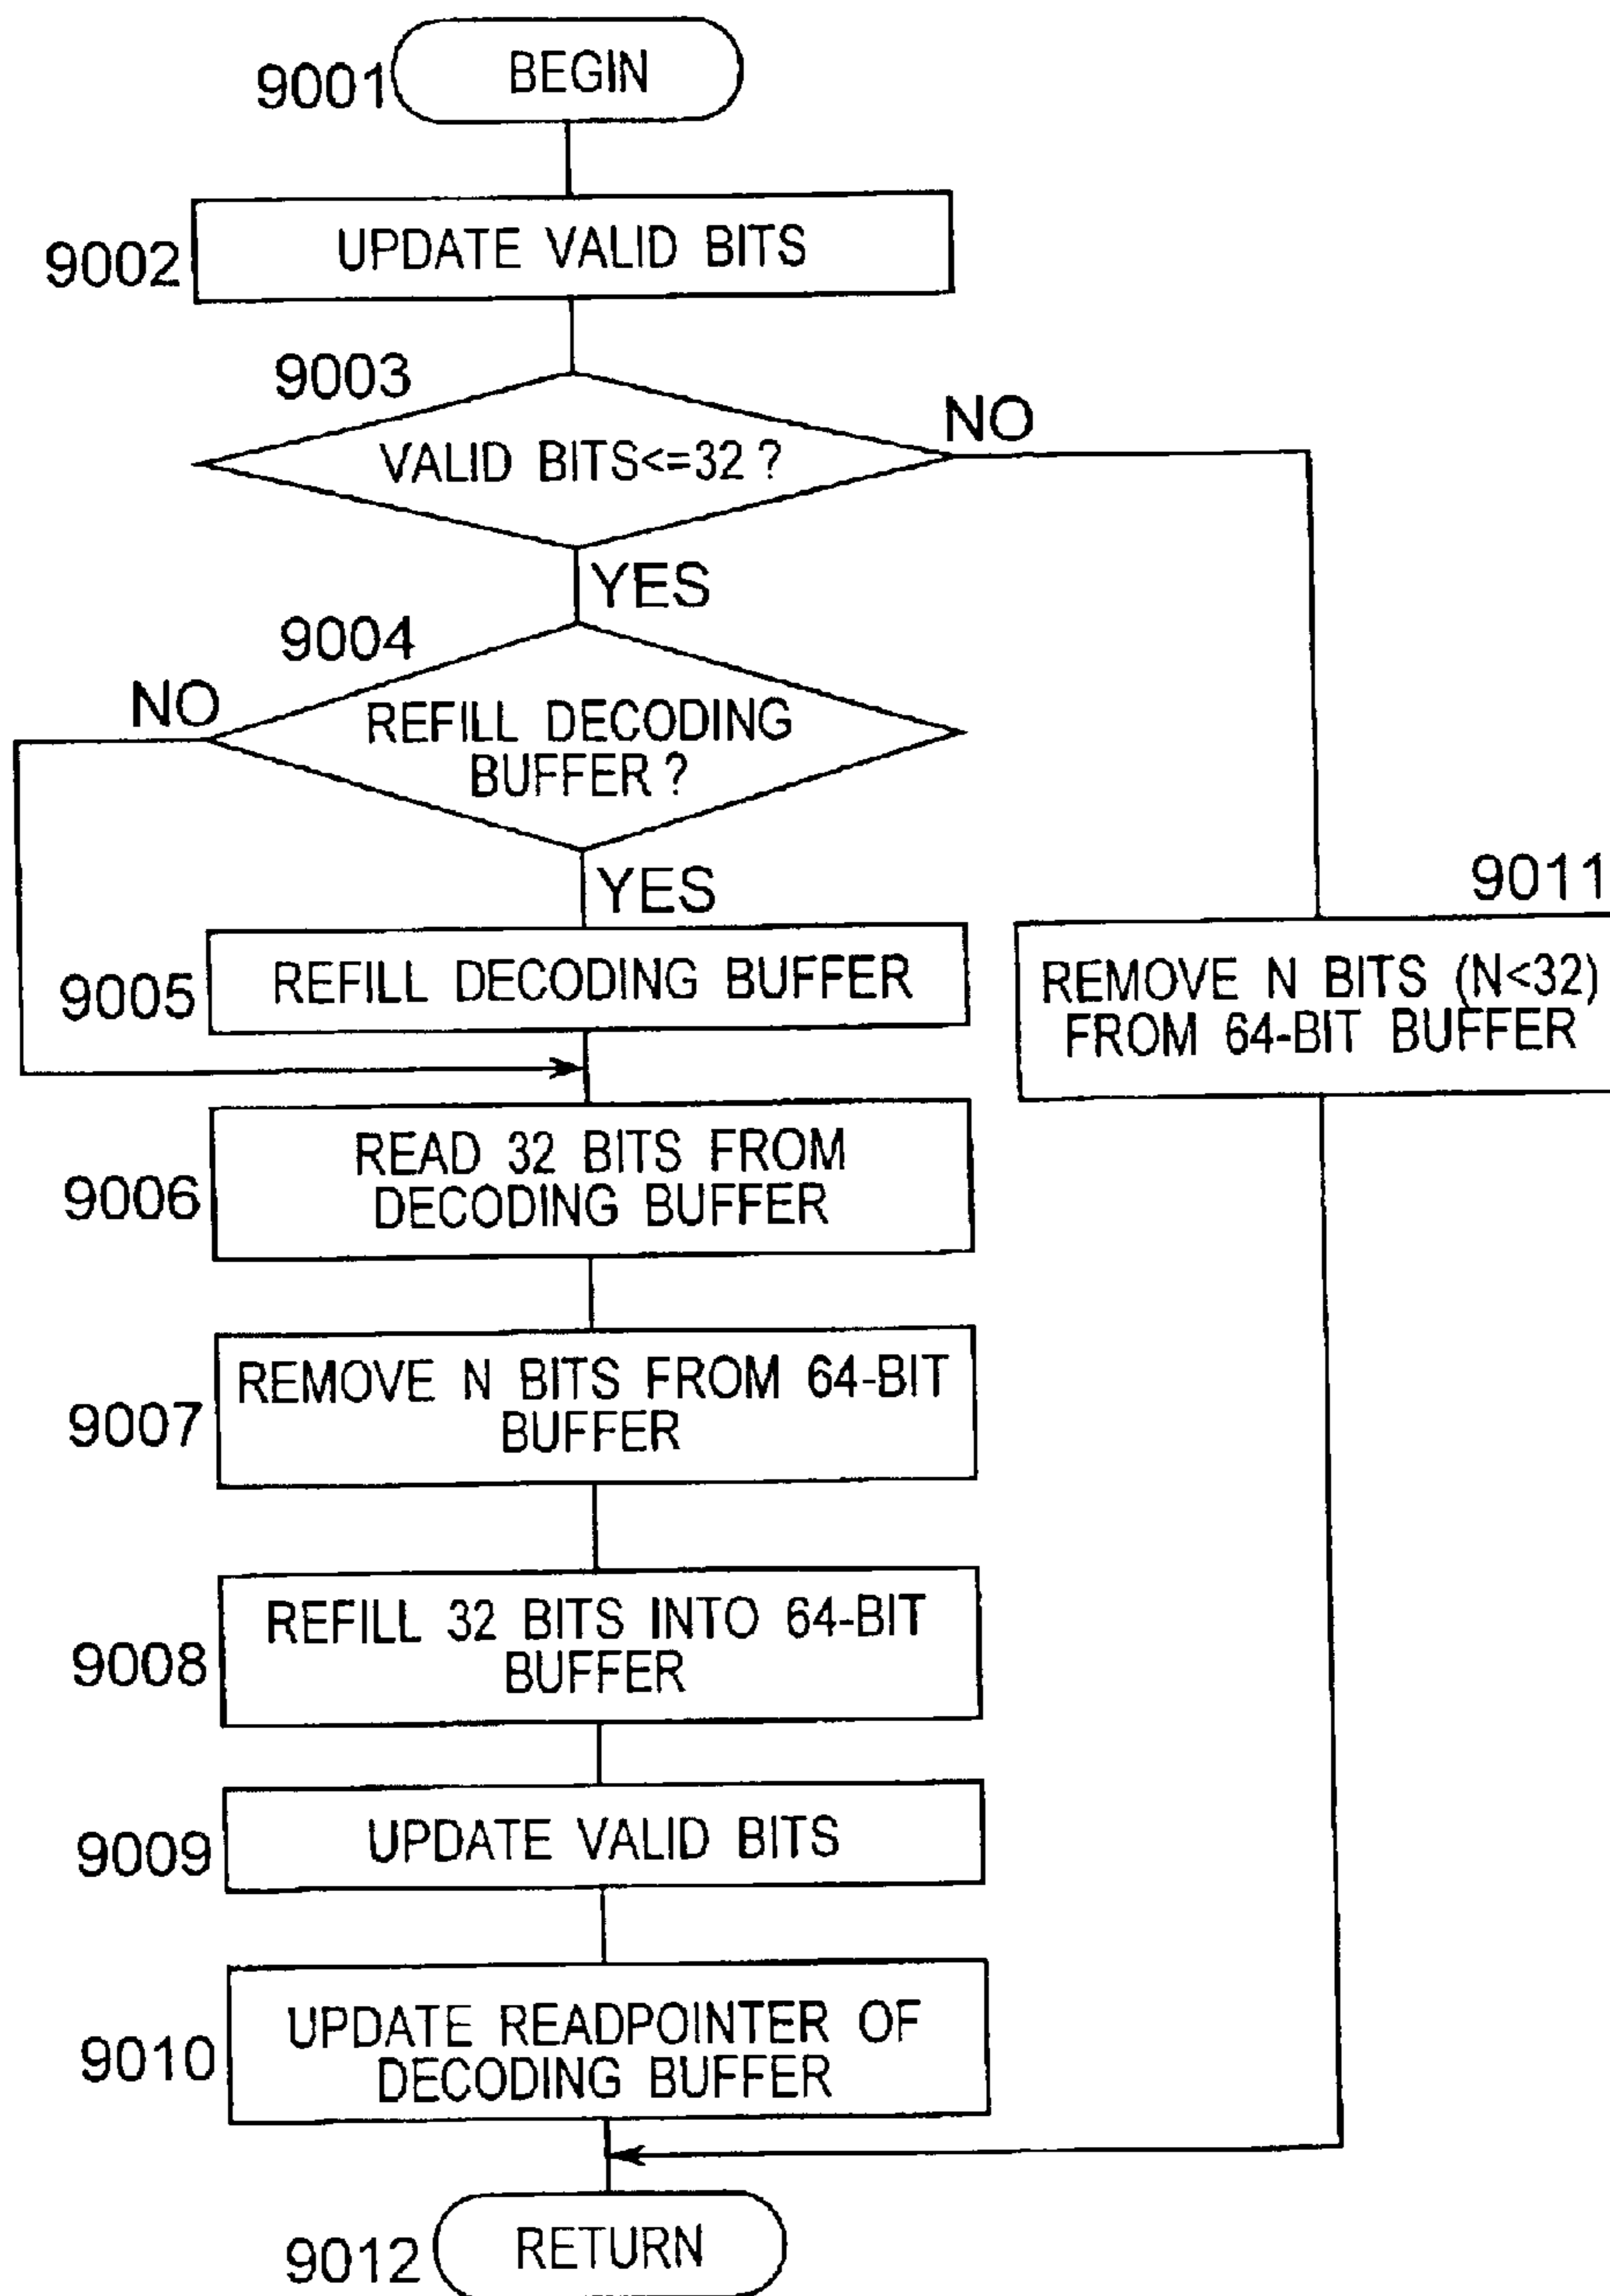 9001
BEGIN
9002
UPDATE VALID BITS
9003
VALID BITS<=32 ?
NO
YES
9004
NO
REFILL DECODING
BUFFER ?
YES
9005
REFILL DECODING BUFFER
9011
REMOVE N BITS (N<32)
FROM 64-BIT BUFFER
9006
READ 32 BITS FROM
DECODING BUFFER
9007
REMOVE N BITS FROM 64-BIT
BUFFER
9008
REFILL 32 BITS INTO 64-BIT
BUFFER
9009
UPDATE VALID BITS
9010
UPDATE READPOINTER OF
DECODING BUFFER
9012
RETURN